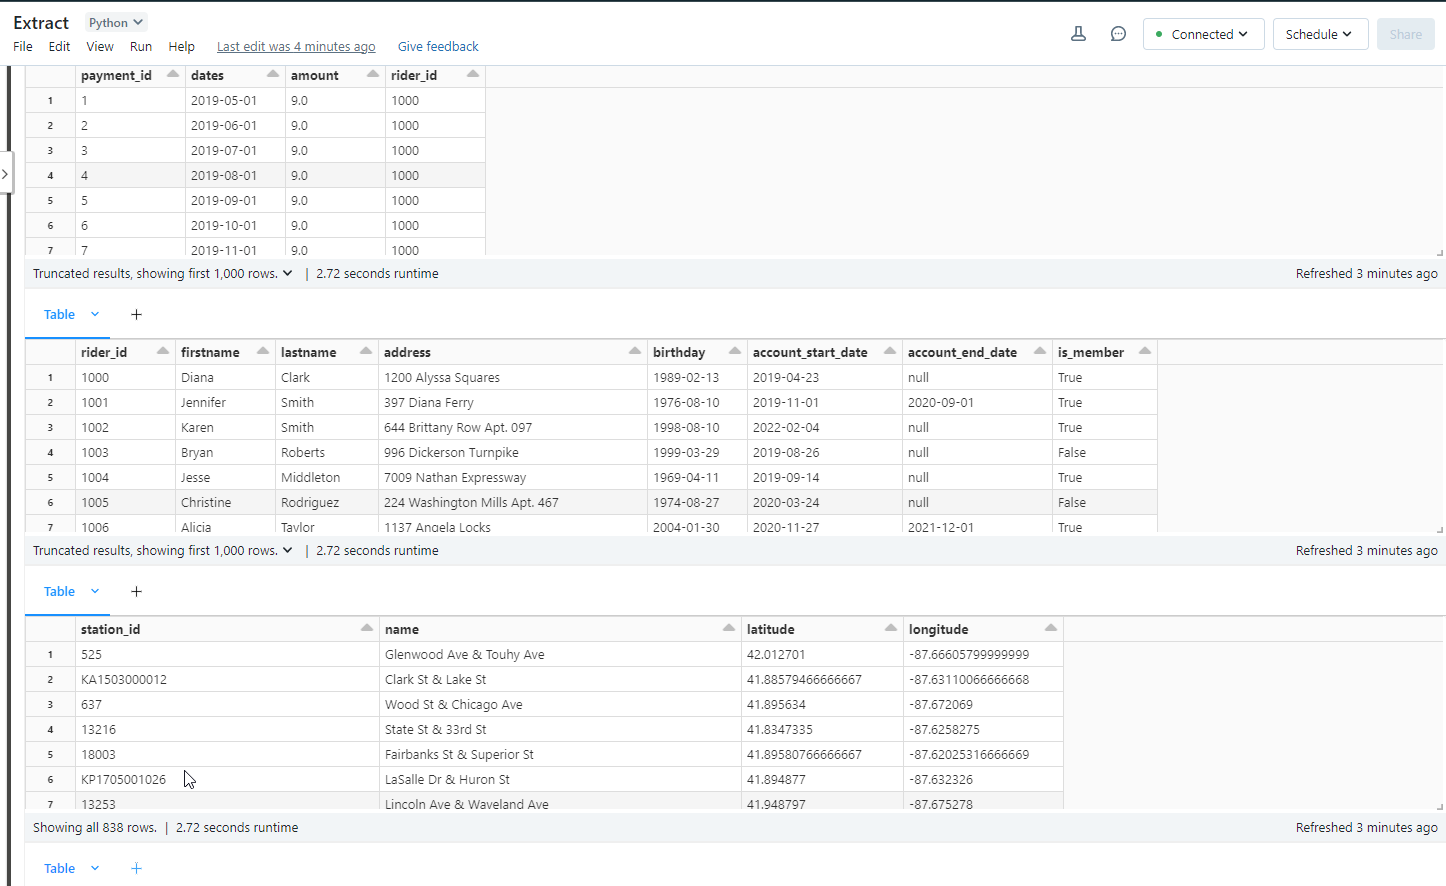 Extract Python
File Edit View Run Help Last edit was 4 minutes ago Give feedback
Connected Schedule Share
payment_id dates amount rider_id
1 1 2019-05-01 9.0 1000
2 2 2019-06-01 9.0 1000
3 3 2019-07-01 9.0 1000
4 4 2019-08-01 9.0 1000
5 5 2019-09-01 9.0 1000
6 6 2019-10-01 9.0 1000
7 7 2019-11-01 9.0 1000
Truncated results, showing first 1,000 rows. | 2.72 seconds runtime Refreshed 3 minutes ago
Table +
rider_id firstname lastname address birthday account_start_date account_end_date is_member
1 1000 Diana Clark 1200 Alyssa Squares 1989-02-13 2019-04-23 null True
2 1001 Jennifer Smith 397 Diana Ferry 1976-08-10 2019-11-01 2020-09-01 True
3 1002 Karen Smith 644 Brittany Row Apt. 097 1998-08-10 2022-02-04 null True
4 1003 Bryan Roberts 996 Dickerson Turnpike 1999-03-29 2019-08-26 null False
5 1004 Jesse Middleton 7009 Nathan Expressway 1969-04-11 2019-09-14 null True
6 1005 Christine Rodriguez 224 Washington Mills Apt. 467 1974-08-27 2020-03-24 null False
7 1006 Alicia Taylor 1137 Angela Locks 2004-01-30 2020-11-27 2021-12-01 True
Truncated results, showing first 1,000 rows. | 2.72 seconds runtime Refreshed 3 minutes ago
Table +
station_id name latitude longitude
1 525 Glenwood Ave & Touhy Ave 42.012701 -87.66605799999999
2 KA1503000012 Clark St & Lake St 41.88579466666667 -87.63110066666668
3 637 Wood St & Chicago Ave 41.895634 -87.672069
4 13216 State St & 33rd St 41.8347335 -87.6258275
5 18003 Fairbanks St & Superior St 41.89580766666667 -87.62025316666669
6 KP1705001026 LaSalle Dr & Huron St 41.894877 -87.632326
7 13253 Lincoln Ave & Waveland Ave 41.948797 -87.675278
Showing all 838 rows. | 2.72 seconds runtime Refreshed 3 minutes ago
Table +